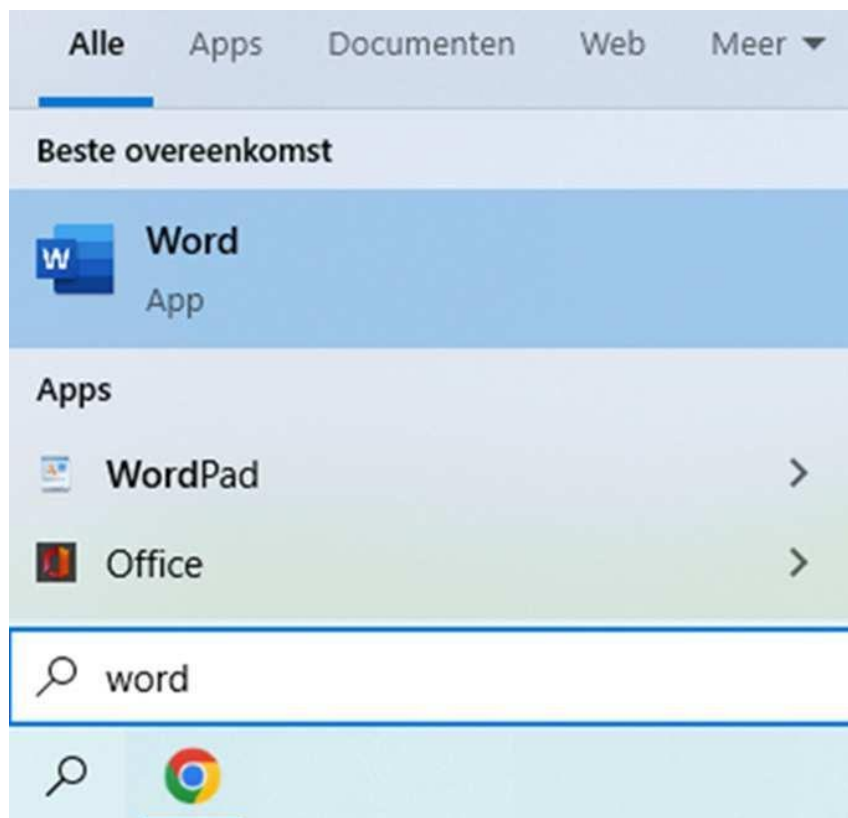 Alle Apps Documenten Web Meer
Beste overeenkomst
W Word
App
Apps
WordPad
Office
word